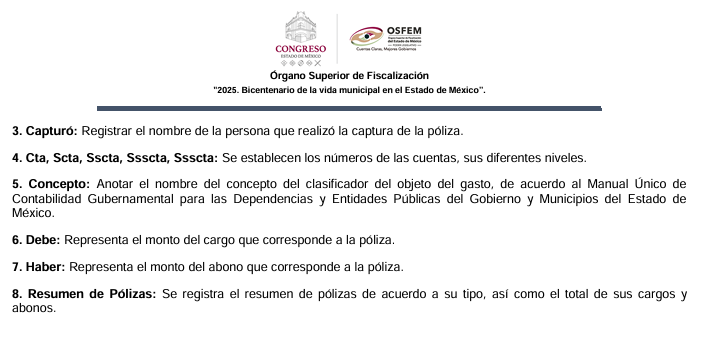 CONGRESO
ESTADO DE MÉXICO
OSFEM
Cuentas Claras, Mejores Gobiernos
Órgano Superior de Fiscalización
"2025. Bicentenario de la vida municipal en el Estado de México".
3. Capturó: Registrar el nombre de la persona que realizó la captura de la póliza.
4. Cta, Scta, Sscta, Ssscta, Ssscta: Se establecen los números de las cuentas, sus diferentes niveles.
5. Concepto: Anotar el nombre del concepto del clasificador del objeto del gasto, de acuerdo al Manual Único de
Contabilidad Gubernamental para las Dependencias y Entidades Públicas del Gobierno y Municipios del Estado de
México.
6. Debe: Representa el monto del cargo que corresponde a la póliza.
7. Haber: Representa el monto del abono que corresponde a la póliza.
8. Resumen de Pólizas: Se registra el resumen de pólizas de acuerdo a su tipo, así como el total de sus cargos y
abonos.